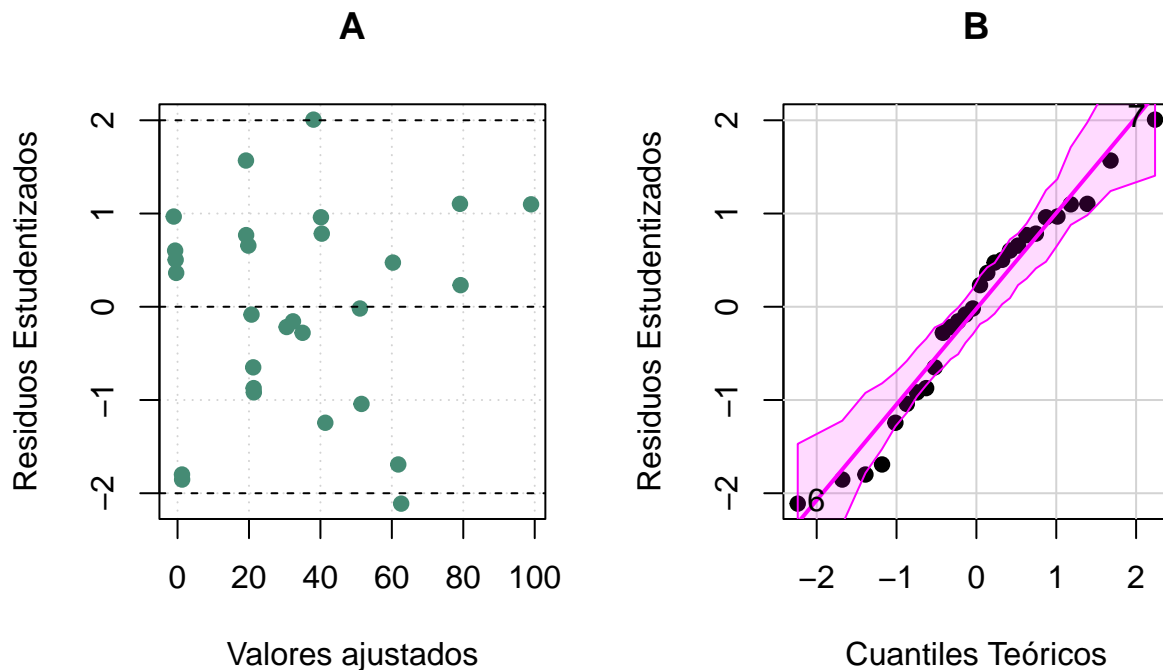 A
Residuos Estudentizados
2
1
0
−1
−2
0 20 40 60 80 100
Valores ajustados
B
Residuos Estudentizados
2
1
0
−1
−2
7
6
−2 −1 0 1 2
Cuantiles Teóricos